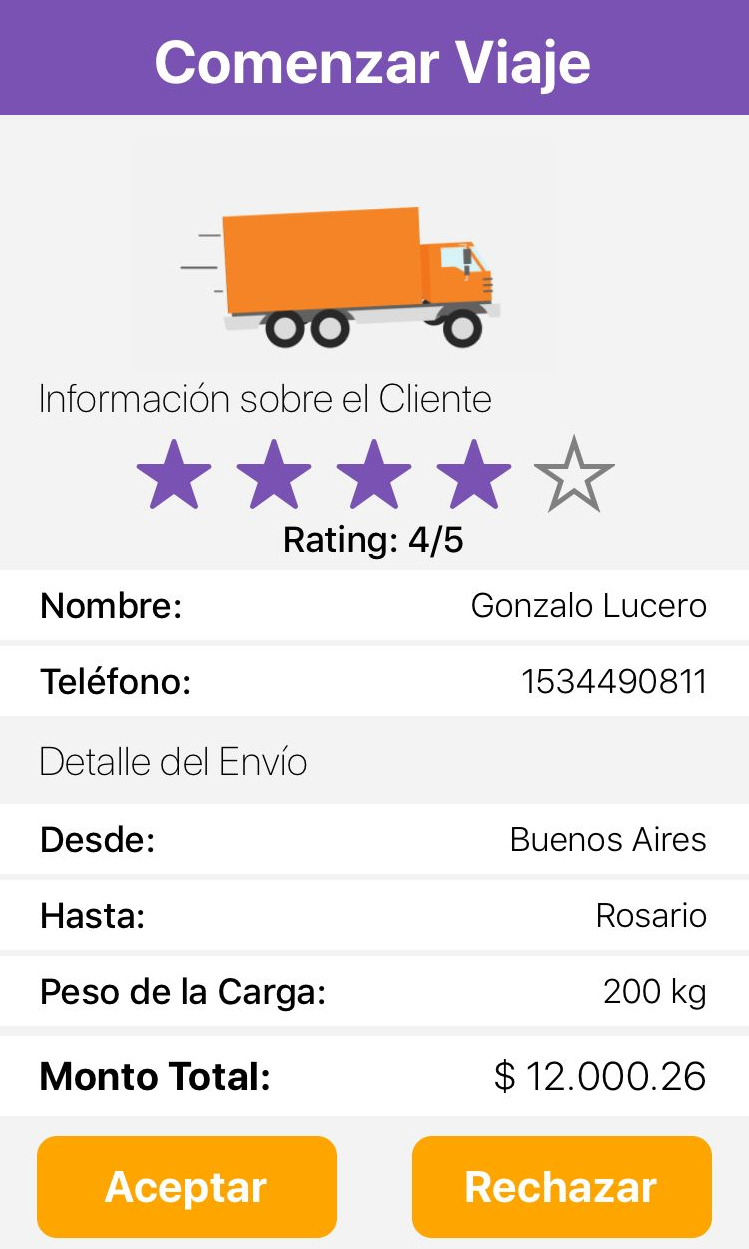 Comenzar Viaje
Información sobre el Cliente
Rating: 4/5
Nombre: Gonzalo Lucero
Teléfono: 1534490811
Detalle del Envío
Desde: Buenos Aires
Hasta: Rosario
Peso de la Carga: 200 kg
Monto Total: $ 12.000.26
Aceptar Rechazar